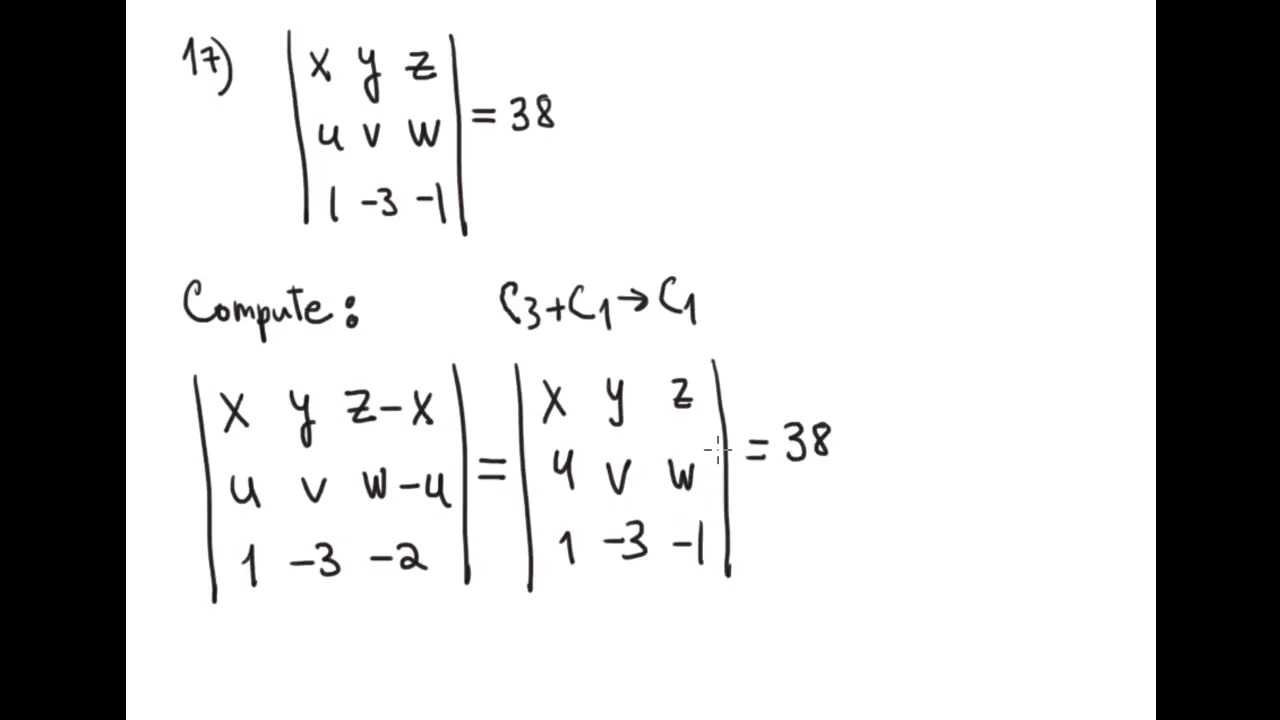 17) | x y z |
| u v w | = 38
| 1 -3 -1 |
Compute: C3+C1→C1
| x y z-x | = | x y z | = 38
| u v w-u | | u v w |
| 1 -3 -2 | | 1 -3 -1 |